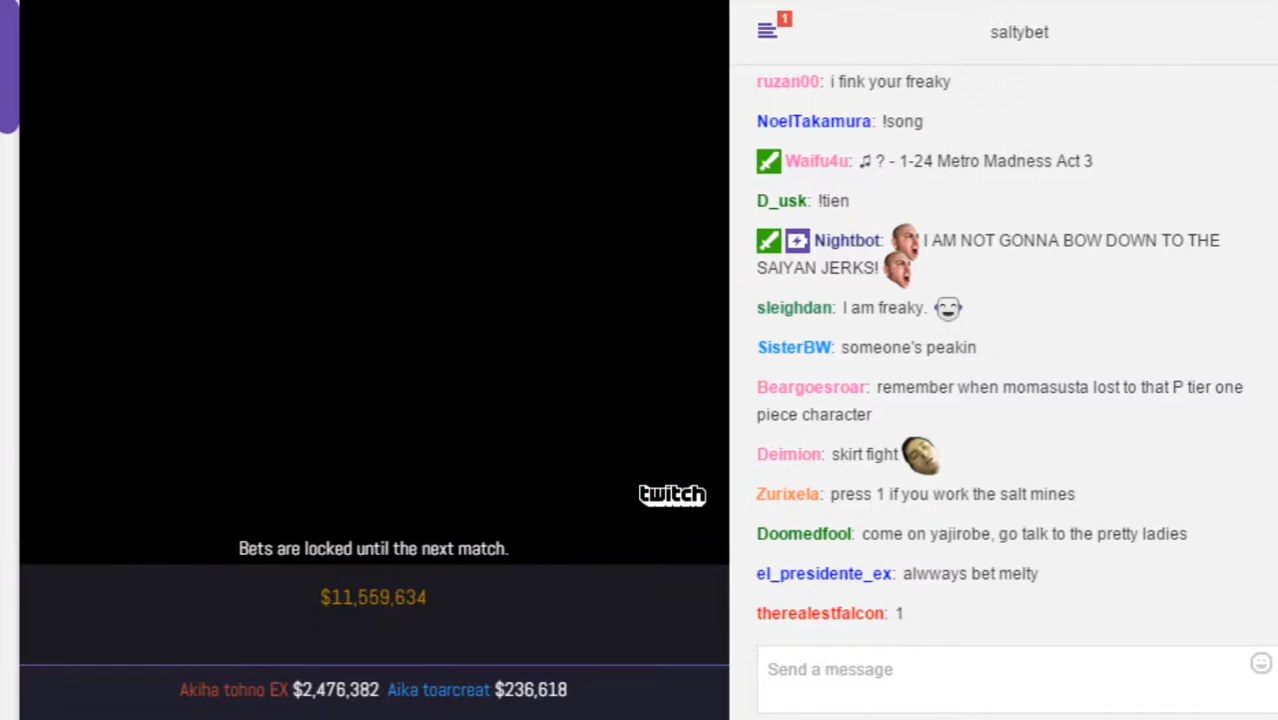 twitch
Bets are locked until the next match.
$11,559,634
Akiha tohno EX $2,476,382 Aika toarcreat $236,618
1
saltybet
ruzan00: i fink your freaky
NoelTakamura: !song
Waifu4u: ♫ ? - 1-24 Metro Madness Act 3
D_usk: !tien
Nightbot: I AM NOT GONNA BOW DOWN TO THE
SAIYAN JERKS!
sleighdan: I am freaky.
SisterBW: someone's peakin
Beargoesroar: remember when momasusta lost to that P tier one
piece character
Deimion: skirt fight
Zurixela: press 1 if you work the salt mines
Doomedfool: come on yajirobe, go talk to the pretty ladies
el_presidente_ex: alwways bet melty
therealestfalcon: 1
Send a message